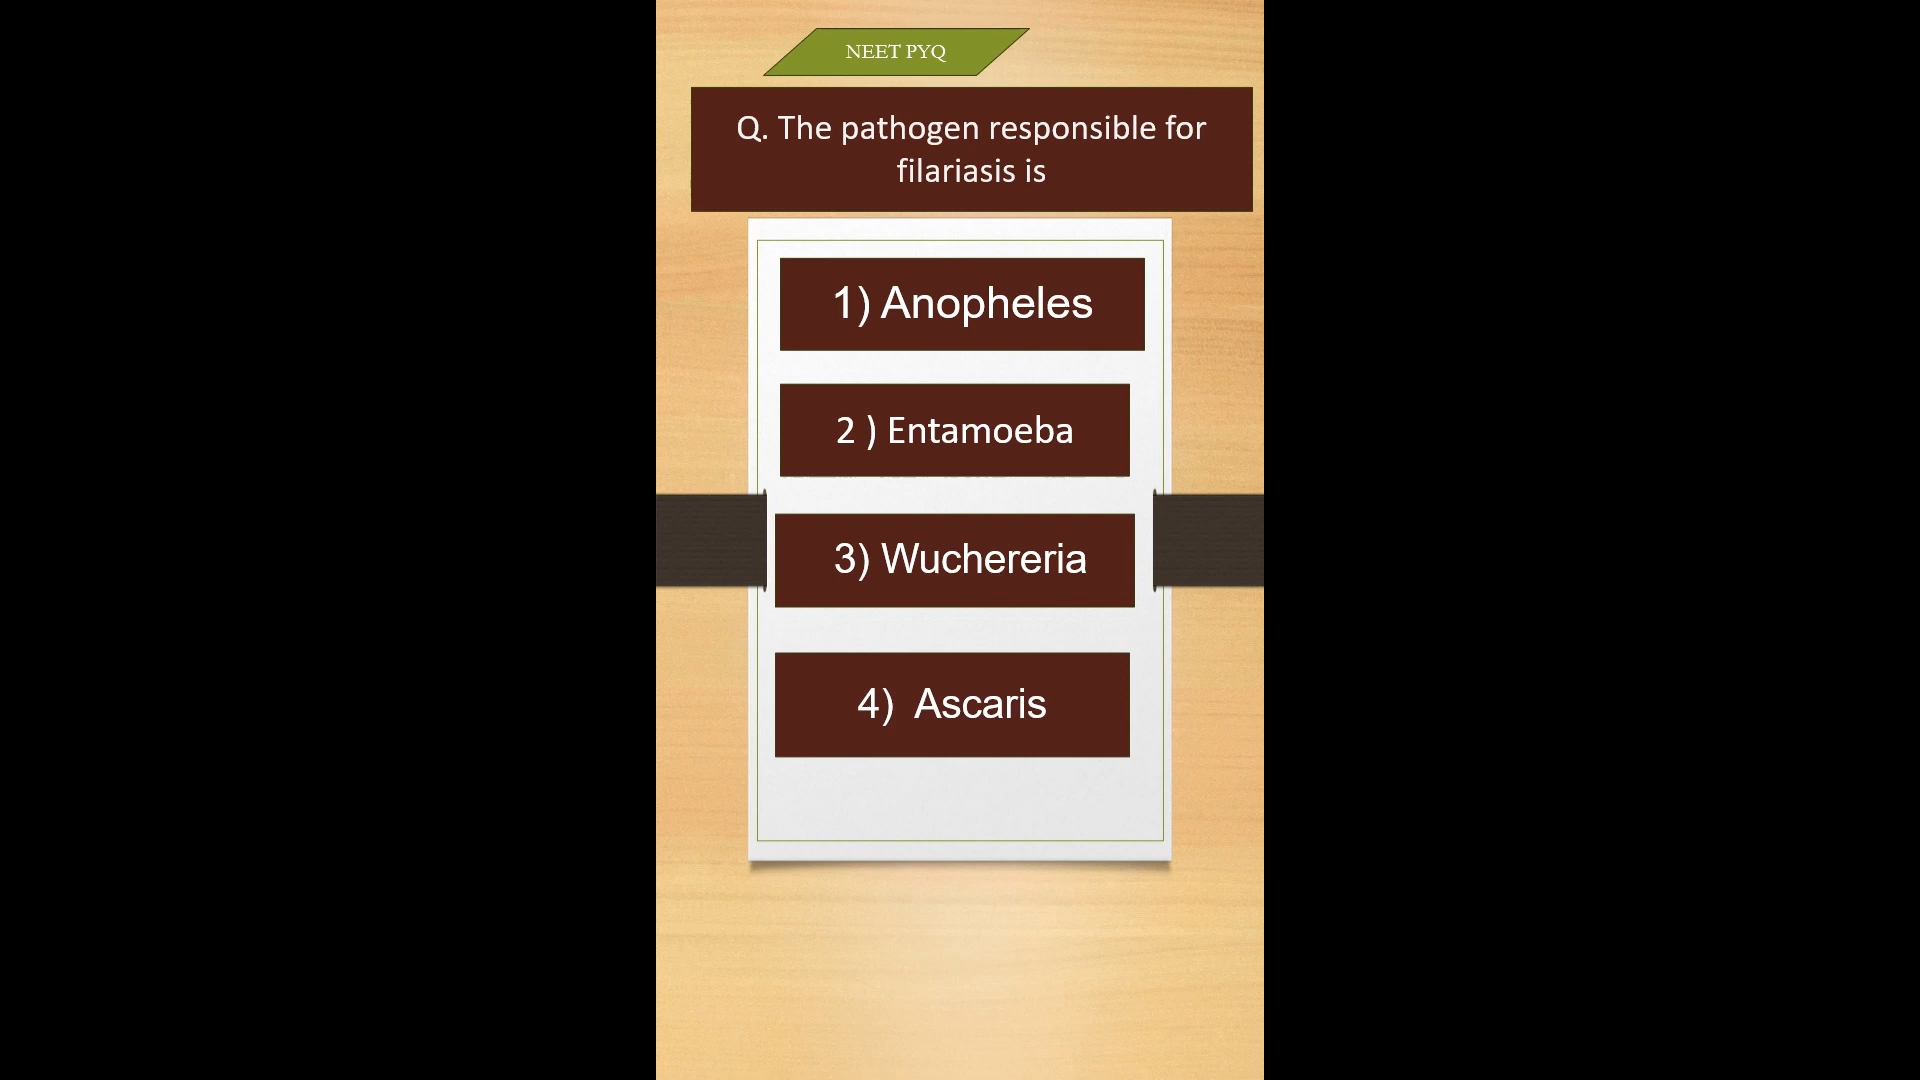 NEET PYQ
Q. The pathogen responsible for
filariasis is
1) Anopheles
2 ) Entamoeba
3) Wuchereria
4)  Ascaris